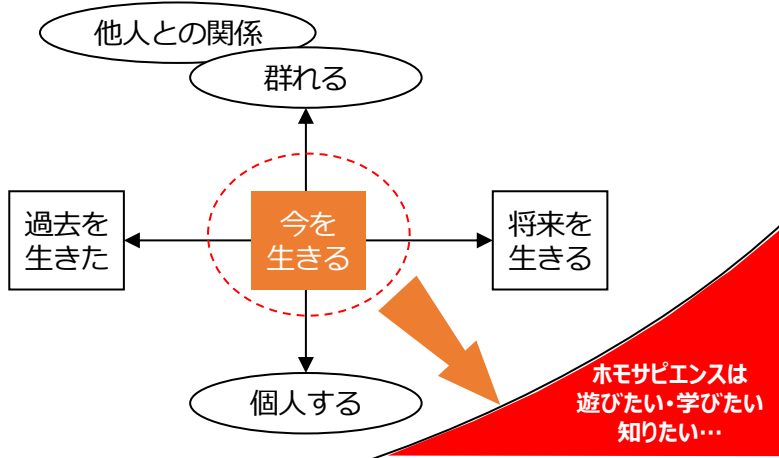 他人との関係
群れる
過去を
生きた
今を
生きる
将来を
生きる
個人する
ホモサピエンスは
遊びたい・学びたい
知りたい…